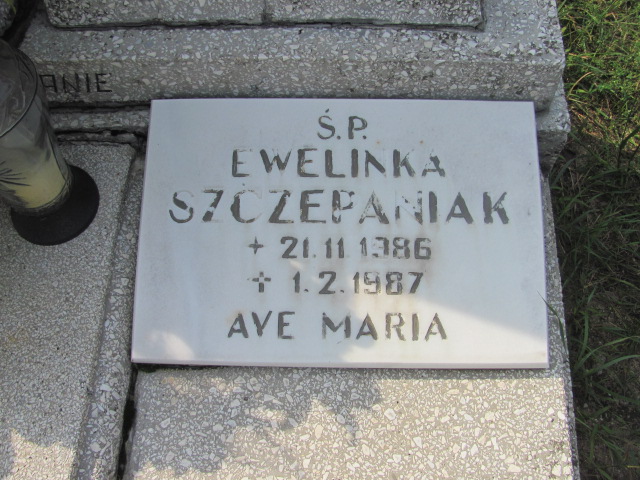 Ś.P.
EWELINKA
SZCZEPANIAK
+ 21.11.1986
+ 1.2.1987
AVE MARIA